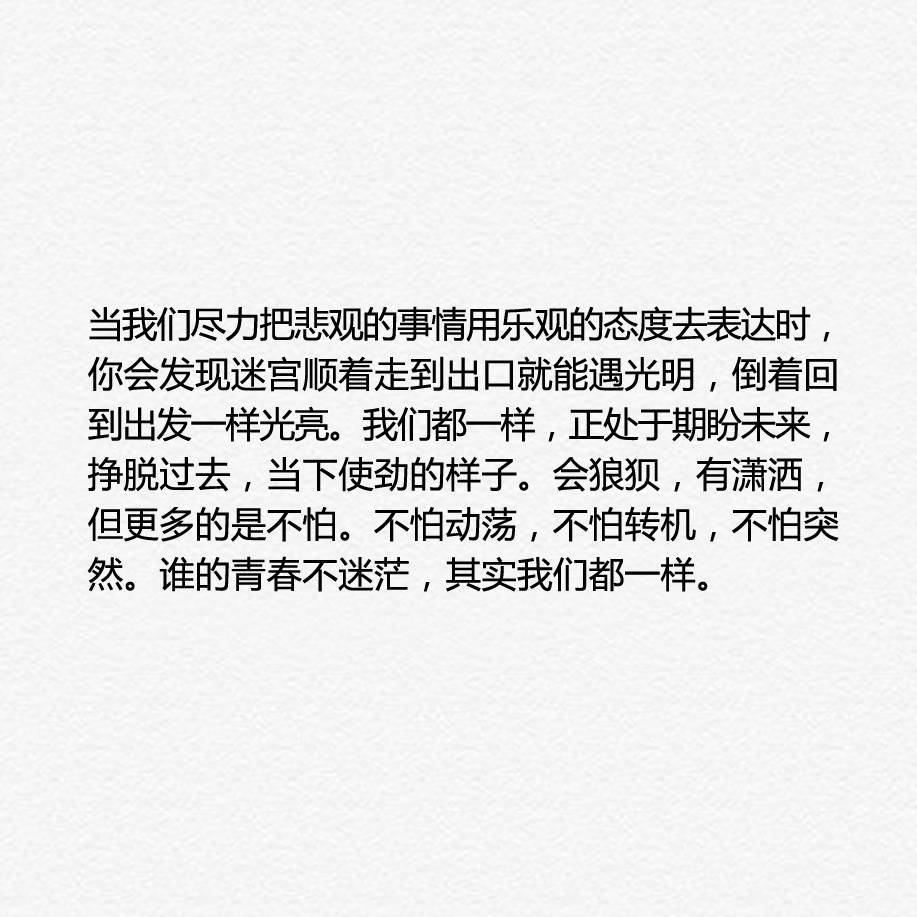 当我们尽力把悲观的事情用乐观的态度去表达时，
你会发现迷宫顺着走到出口就能遇光明，倒着回
到出发一样光亮。我们都一样，正处于期盼未来，
挣脱过去，当下使劲的样子。会狼狈，有潇洒，
但更多的是不怕。不怕动荡，不怕转机，不怕突
然。谁的青春不迷茫，其实我们都一样。